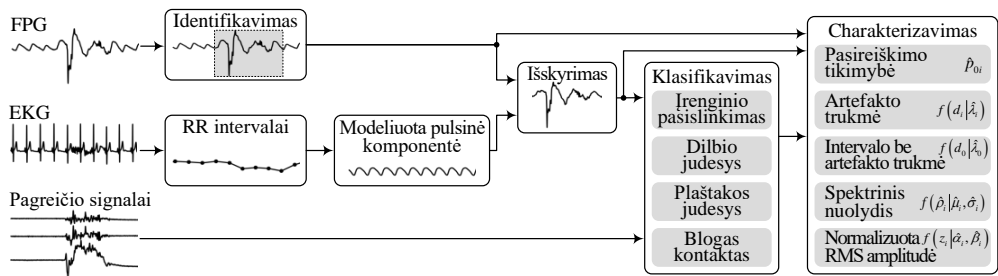 FPG
Identifikavimas
EKG
RR intervalai
Modeliuota pulsinė
komponentė
Pagreičio signalai
Išskyrimas
Klasifikavimas
Irenginio
pasislinkimas
Dilbio
judesys
Plaštakos
judesys
Blogas
kontaktas
Charakterizavimas
Pasireiškimo
tikimybė p̂₀ᵢ
Artefakto
trukmė f(dᵢ|λ̂ᵢ)
Intervalo be
artefakto trukmė f(d₀|λ̂₀)
Spektrinis
nuolydis f(ρ̂ᵢ|μ̂ᵢ,σ̂ᵢ)
Normalizuota f(zᵢ|α̂ᵢ,β̂ᵢ)
RMS amplitudė